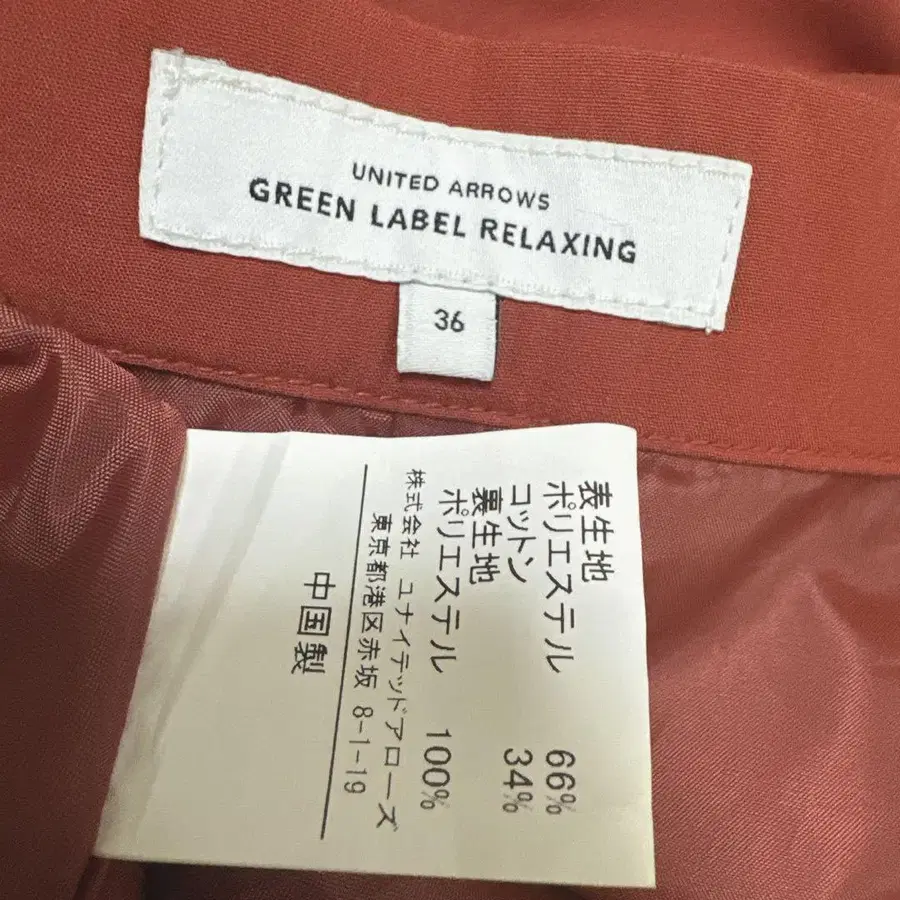 UNITED ARROWS
GREEN LABEL RELAXING
36
表生地
ポリエステル 66%
コットン 34%
裏生地
ポリエステル 100%
株式会社 ユナイテッドアローズ
東京都港区赤坂 8-1-19
中国製